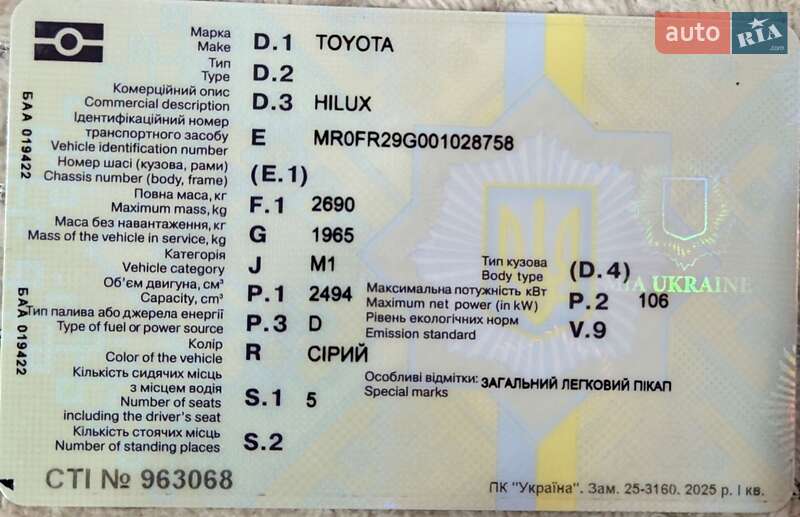 auto RIA .com
Марка
Make D.1 TOYOTA
Тип
Type D.2
Комерційний опис
Commercial description D.3 HILUX
Ідентифікаційний номер
транспортного засобу
Vehicle identification number E MR0FR29G001028758
Номер шасі (кузова, рами)
Chassis number (body, frame) (E.1)
Повна маса, кг
Maximum mass, kg F.1 2690
Маса без навантаження, кг
Mass of the vehicle in service, kg G 1965
Категорія
Vehicle category J M1
Тип кузова
Body type (D.4)
Об'єм двигуна, см³
Capacity, cm³ P.1 2494
Максимальна потужність кВт
Maximum net power (in kW) P.2 106
Тип палива або джерела енергії
Type of fuel or power source P.3 D
Рівень екологічних норм
Emission standard V.9
Колір
Color of the vehicle R СІРИЙ
Кількість сидячих місць
з місцем водія
Number of seats
including the driver's seat S.1 5
Особливі відмітки: ЗАГАЛЬНИЙ ЛЕГКОВИЙ ПІКАП
Special marks
Кількість стоячих місць
Number of standing places S.2
СТІ № 963068
ПК "Україна". Зам. 25-3160. 2025 р. І кв.
БАА 019422
БАА 019422
MIA UKRAINE